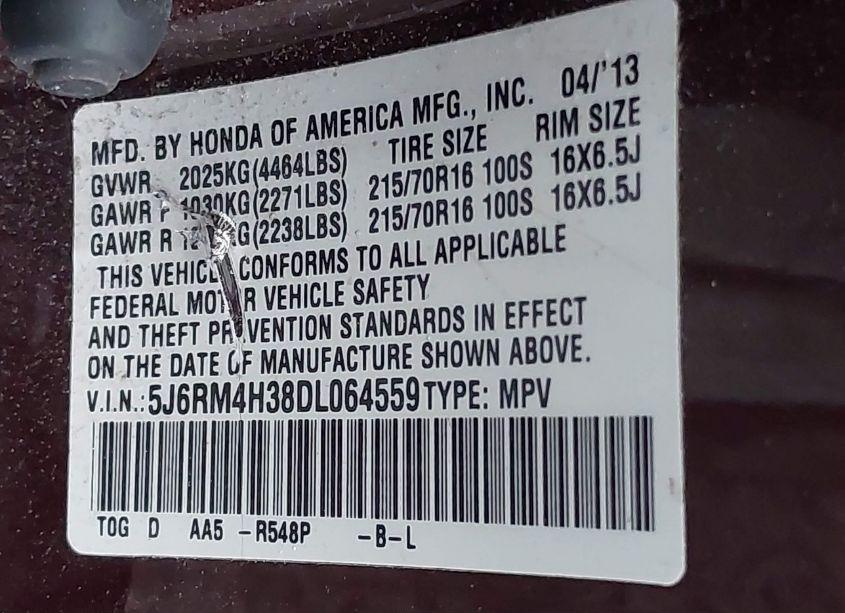 MFD. BY HONDA OF AMERICA MFG., INC. 04/'13
GVWR 2025KG(4464LBS) TIRE SIZE RIM SIZE
GAWR F 1030KG(2271LBS) 215/70R16 100S 16X6.5J
GAWR R G(2238LBS) 215/70R16 100S 16X6.5J
THIS VEHICLE CONFORMS TO ALL APPLICABLE
FEDERAL MOTOR VEHICLE SAFETY
AND THEFT PREVENTION STANDARDS IN EFFECT
ON THE DATE OF MANUFACTURE SHOWN ABOVE.
V.I.N.:5J6RM4H38DL064559 TYPE: MPV
TOG D AA5 -R548P -B-L